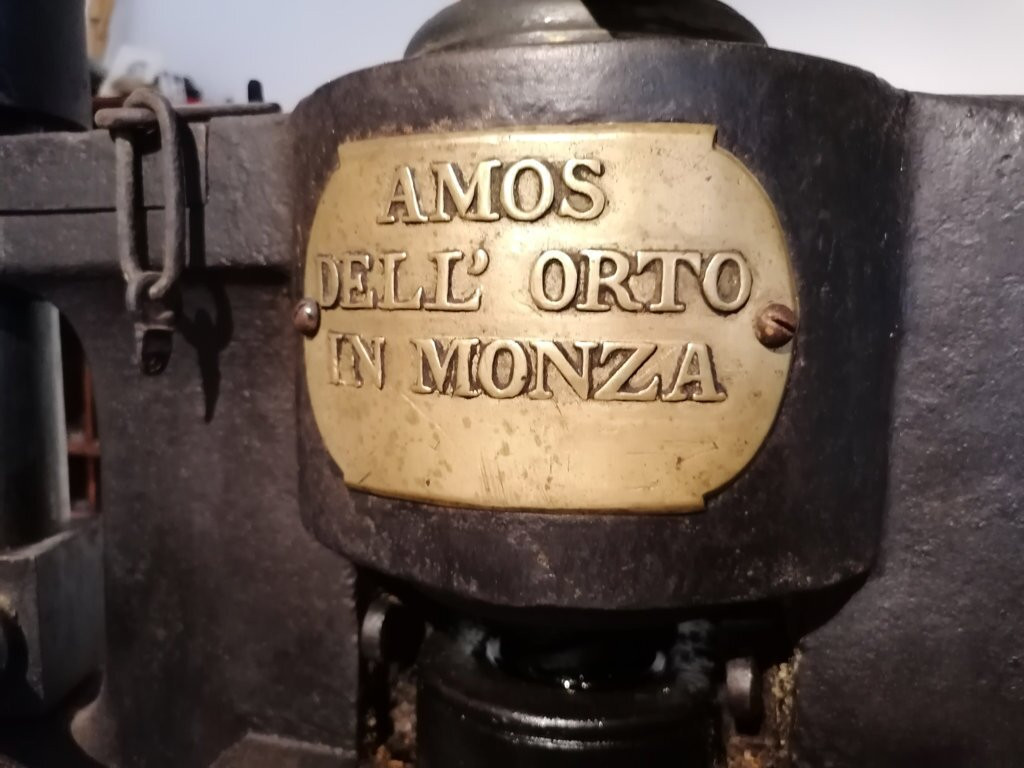 AMOS
DELL' ORTO
IN MONZA